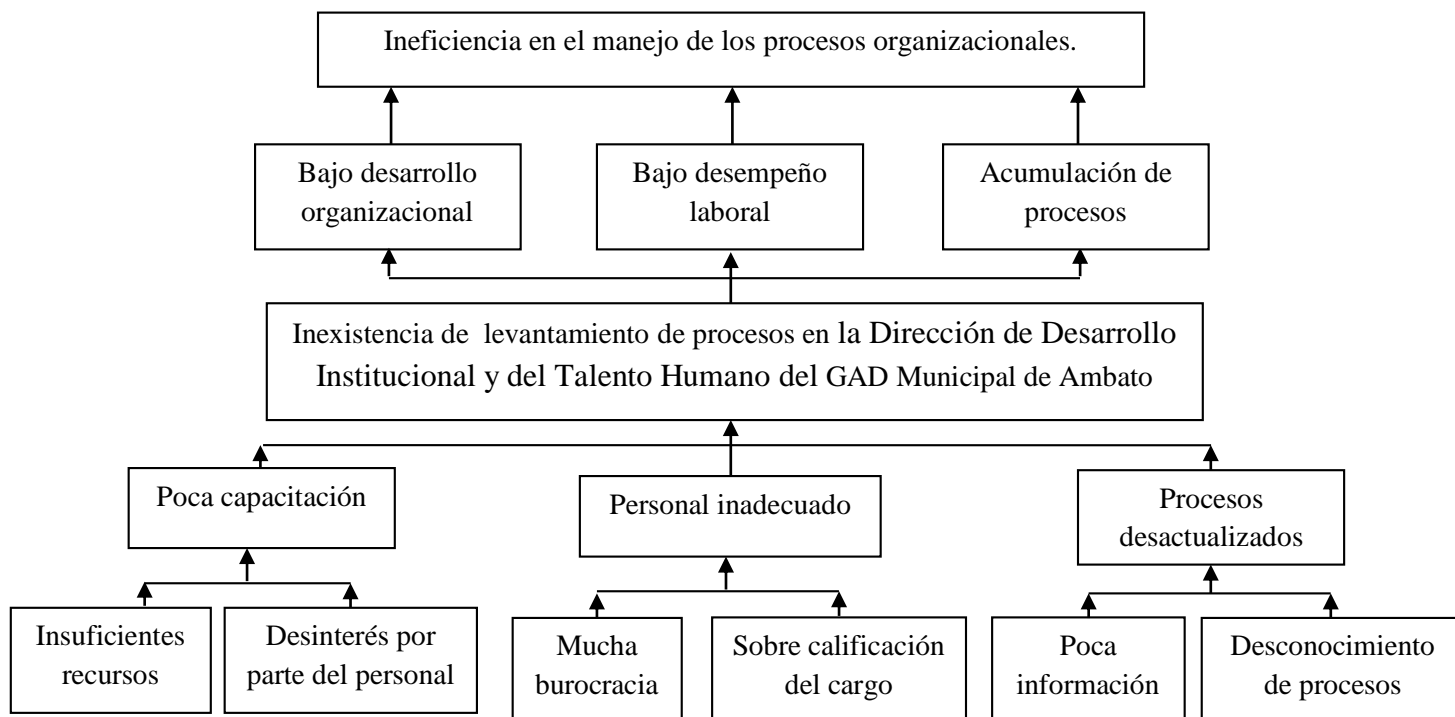 Ineficiencia en el manejo de los procesos organizacionales.
Bajo desarrollo
organizacional
Bajo desempeño
laboral
Acumulación de
procesos
Inexistencia de levantamiento de procesos en la Dirección de Desarrollo
Institucional y del Talento Humano del GAD Municipal de Ambato
Poca capacitación
Personal inadecuado
Procesos
desactualizados
Insuficientes
recursos
Desinterés por
parte del personal
Mucha
burocracia
Sobre calificación
del cargo
Poca
información
Desconocimiento
de procesos